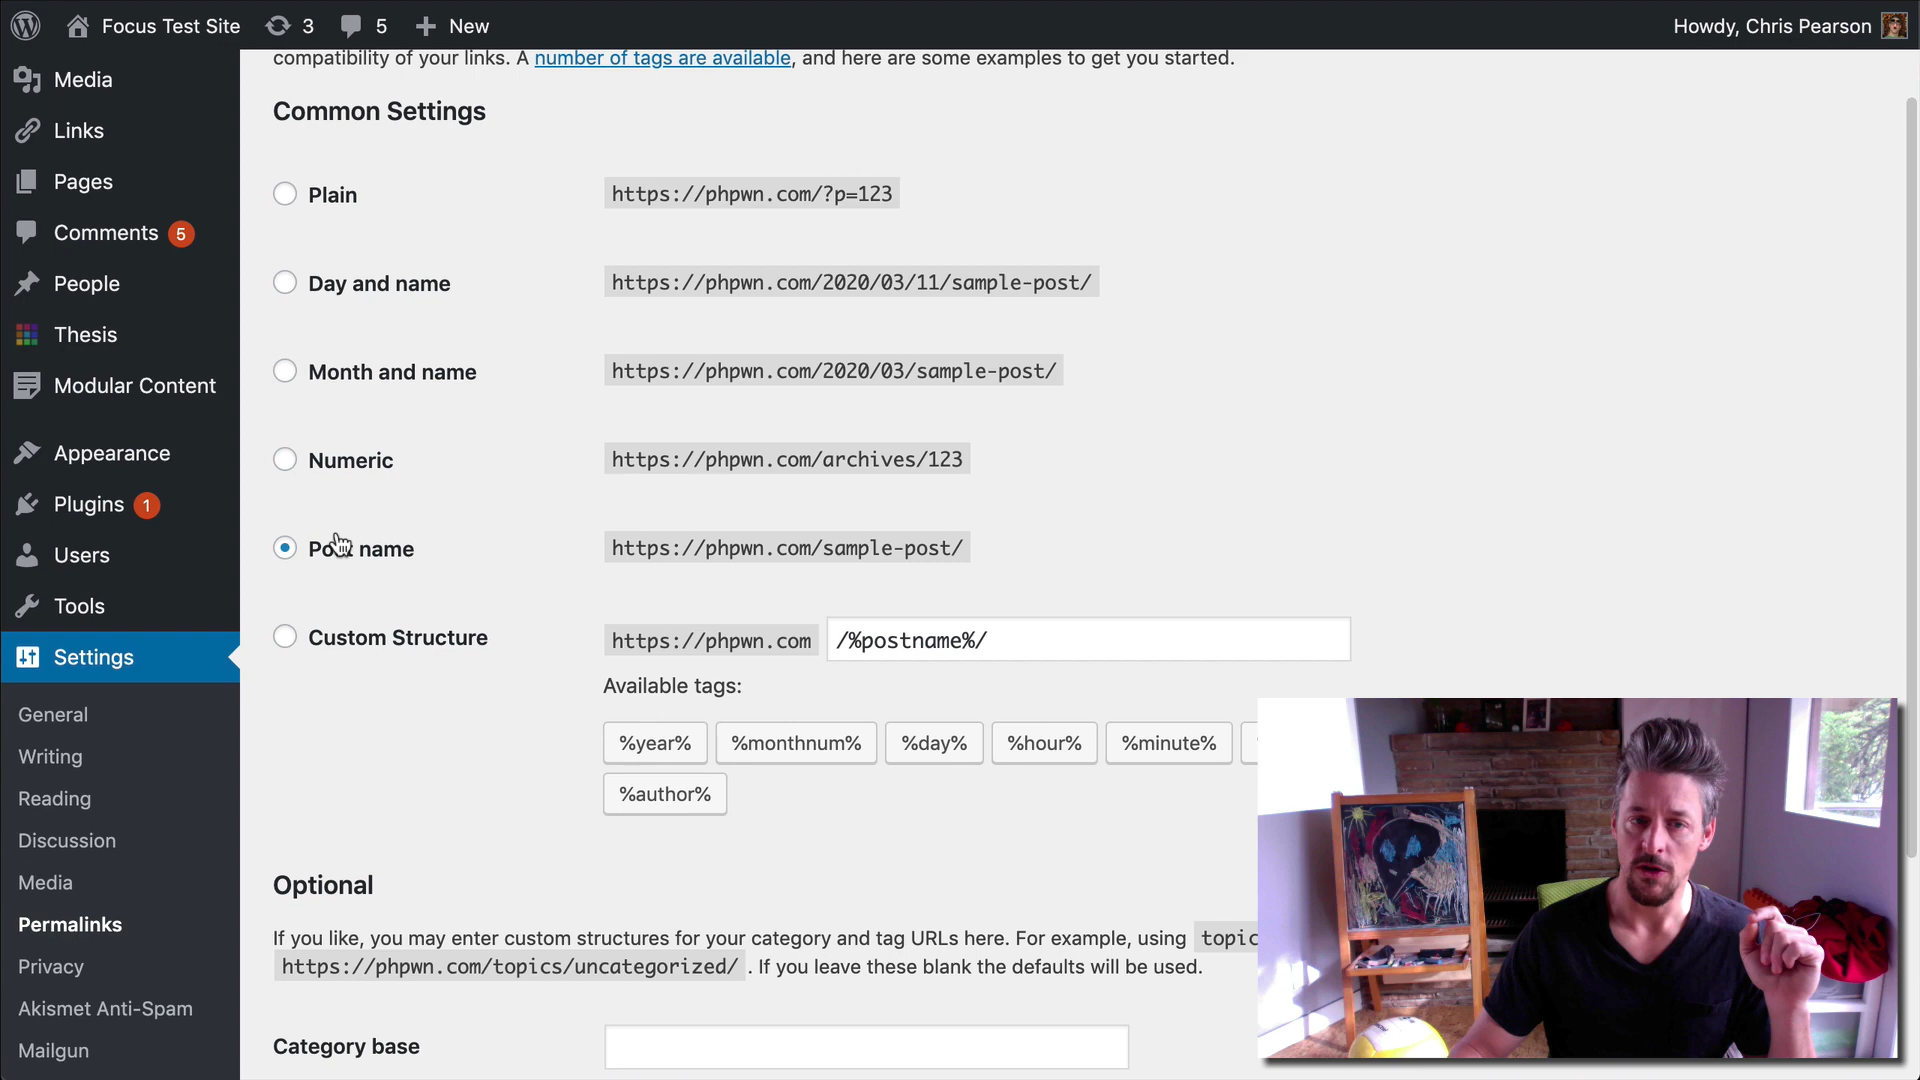 Focus Test Site 3 5 New Howdy, Chris Pearson
compatibility of your links. A number of tags are available, and here are some examples to get you started.
Media
Links
Pages
Comments 5
People
Thesis
Modular Content
Appearance
Plugins 1
Users
Tools
Settings
General
Writing
Reading
Discussion
Media
Permalinks
Privacy
Akismet Anti-Spam
Mailgun
Common Settings
Plain https://phpwn.com/?p=123
Day and name https://phpwn.com/2020/03/11/sample-post/
Month and name https://phpwn.com/2020/03/sample-post/
Numeric https://phpwn.com/archives/123
Post name https://phpwn.com/sample-post/
Custom Structure https://phpwn.com /%postname%/
Available tags:
%year% %monthnum% %day% %hour% %minute%
%author%
Optional
If you like, you may enter custom structures for your category and tag URLs here. For example, using topic
https://phpwn.com/topics/uncategorized/ . If you leave these blank the defaults will be used.
Category base